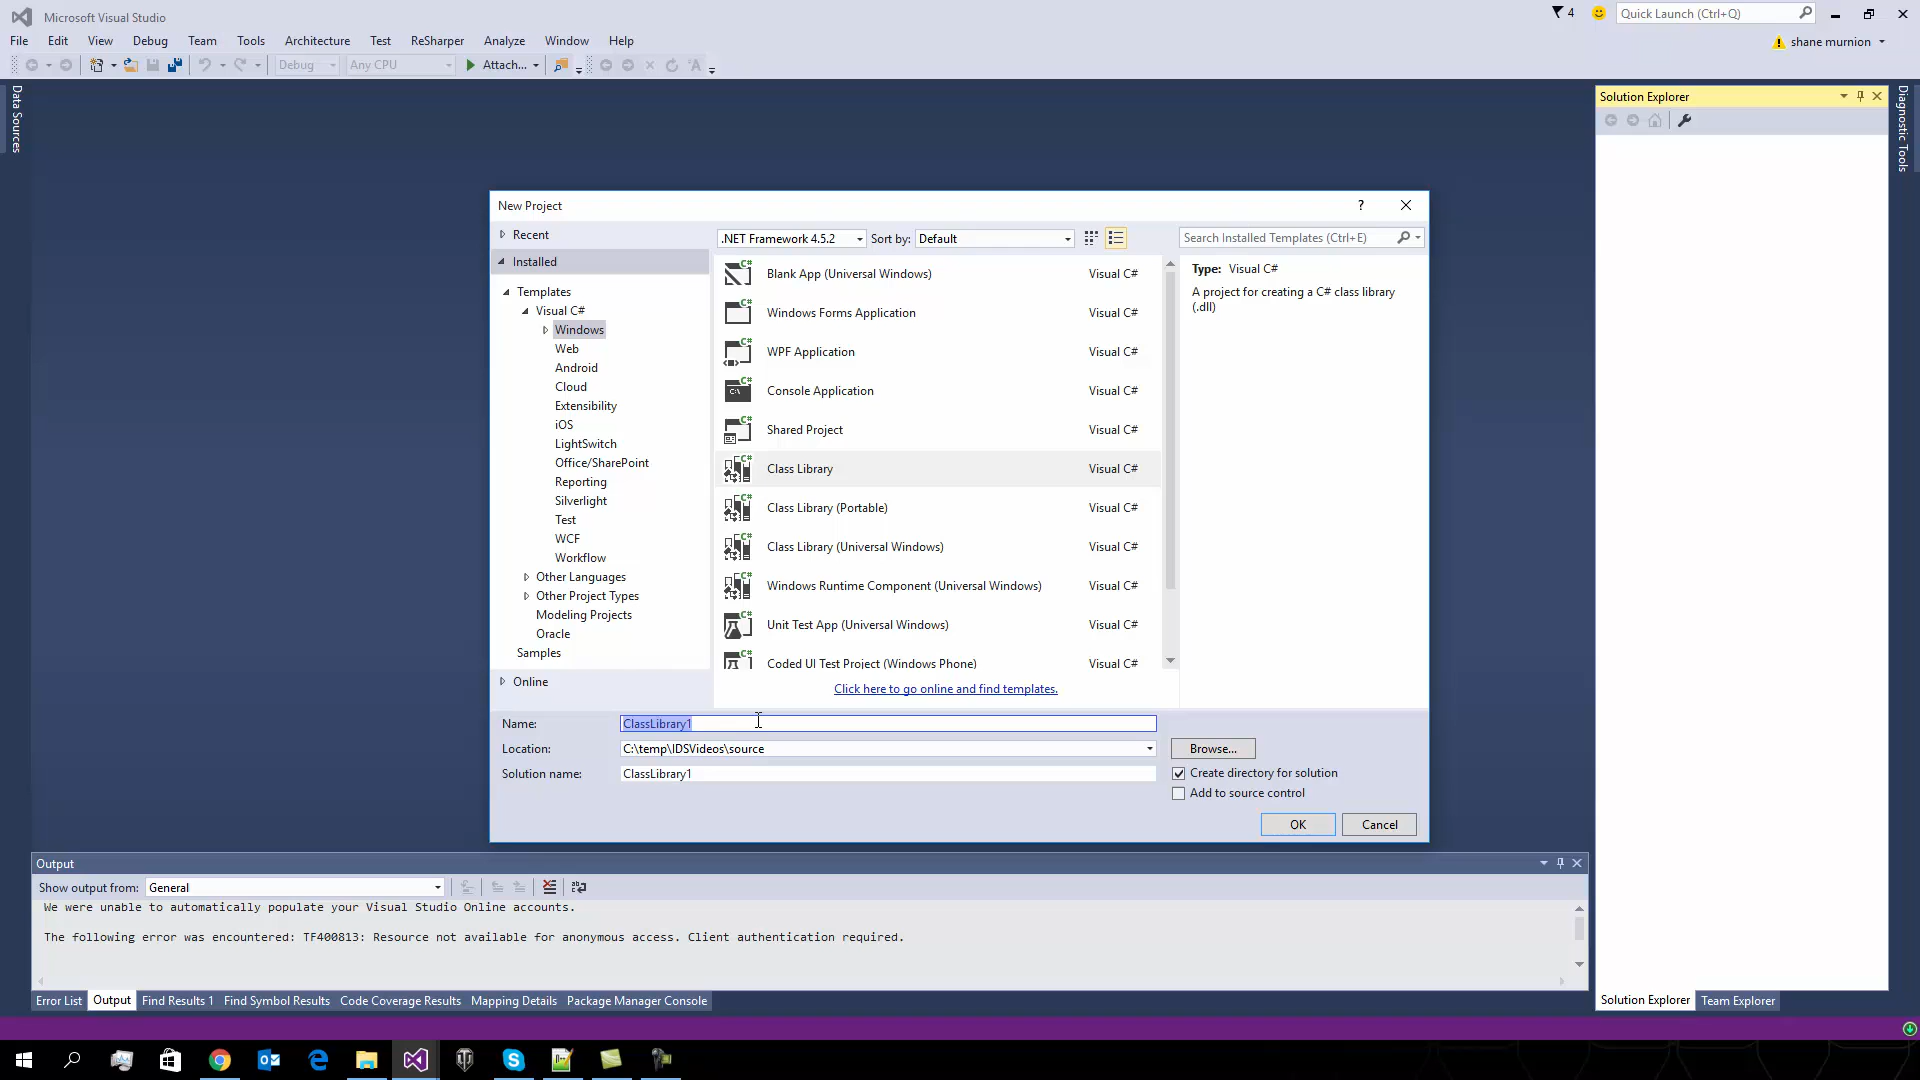 Microsoft Visual Studio
4
Quick Launch (Ctrl+Q)
File Edit View Debug Team Tools Architecture Test ReSharper Analyze Window Help
shane murnion
Debug Any CPU Attach...
Data Sources
Solution Explorer
Diagnostic Tools
New Project
?
Recent
.NET Framework 4.5.2 Sort by: Default
Search Installed Templates (Ctrl+E)
Installed
Templates
Visual C#
Windows
Web
Android
Cloud
Extensibility
iOS
LightSwitch
Office/SharePoint
Reporting
Silverlight
Test
WCF
Workflow
Other Languages
Other Project Types
Modeling Projects
Oracle
Samples
Online
Blank App (Universal Windows) Visual C#
Windows Forms Application Visual C#
WPF Application Visual C#
Console Application Visual C#
Shared Project Visual C#
Class Library Visual C#
Class Library (Portable) Visual C#
Class Library (Universal Windows) Visual C#
Windows Runtime Component (Universal Windows) Visual C#
Unit Test App (Universal Windows) Visual C#
Coded UI Test Project (Windows Phone) Visual C#
Click here to go online and find templates.
Type: Visual C#
A project for creating a C# class library
(.dll)
Name: ClassLibrary1
Location: C:\temp\IDSVideos\source
Browse...
Solution name: ClassLibrary1
Create directory for solution
Add to source control
OK Cancel
Output
Show output from: General
We were unable to automatically populate your Visual Studio Online accounts.
The following error was encountered: TF400813: Resource not available for anonymous access. Client authentication required.
Error List Output Find Results 1 Find Symbol Results Code Coverage Results Mapping Details Package Manager Console
Solution Explorer Team Explorer